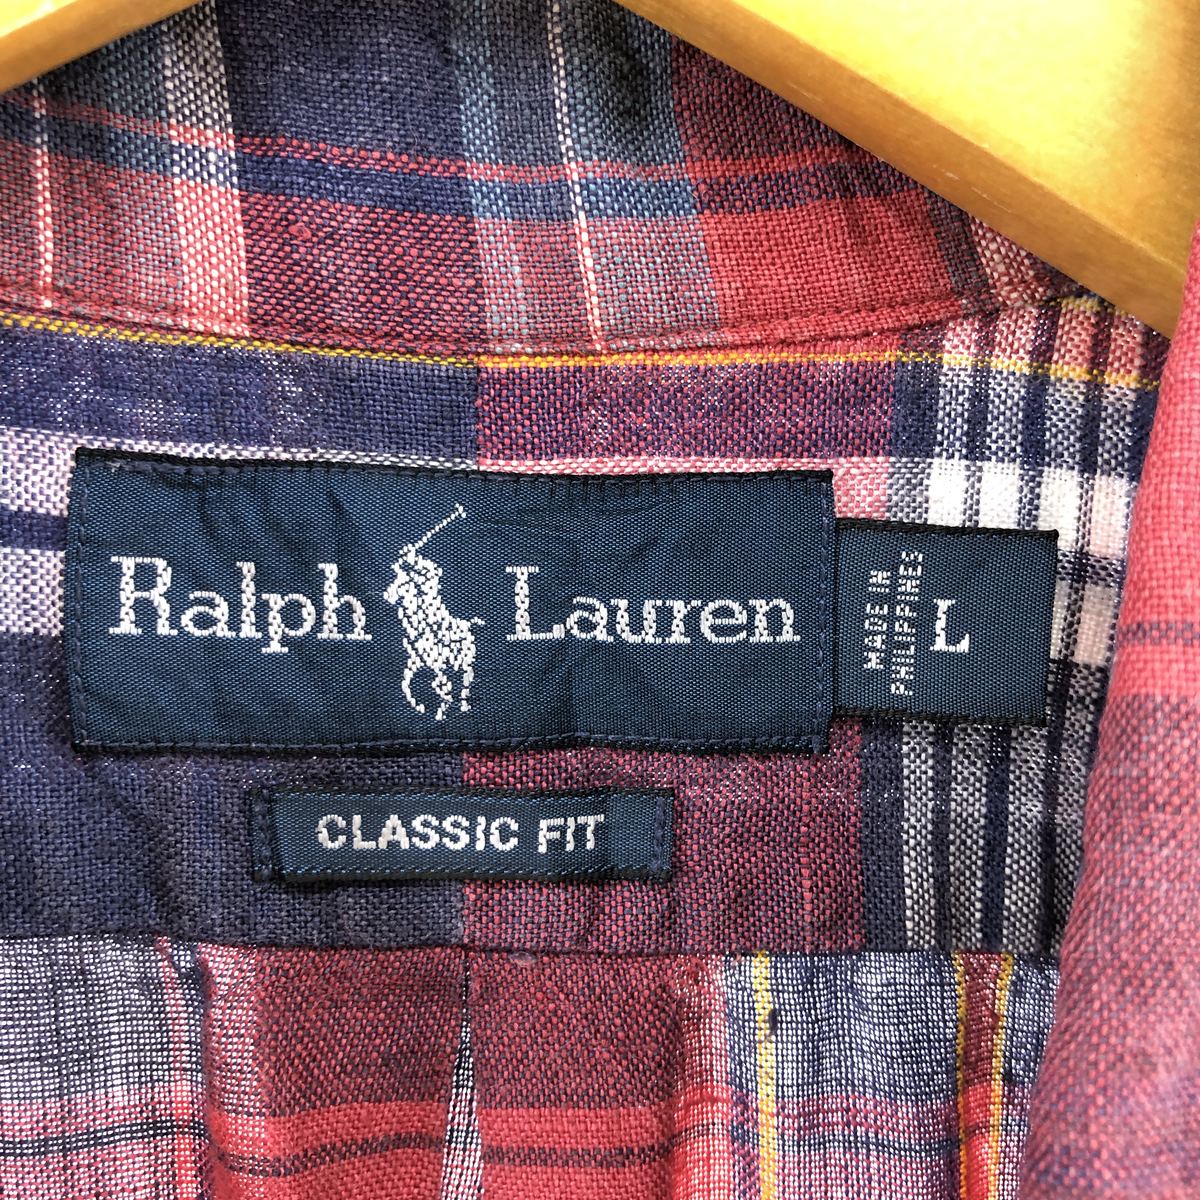 Ralph Lauren
MADE IN
PHILIPPINES
L
CLASSIC FIT